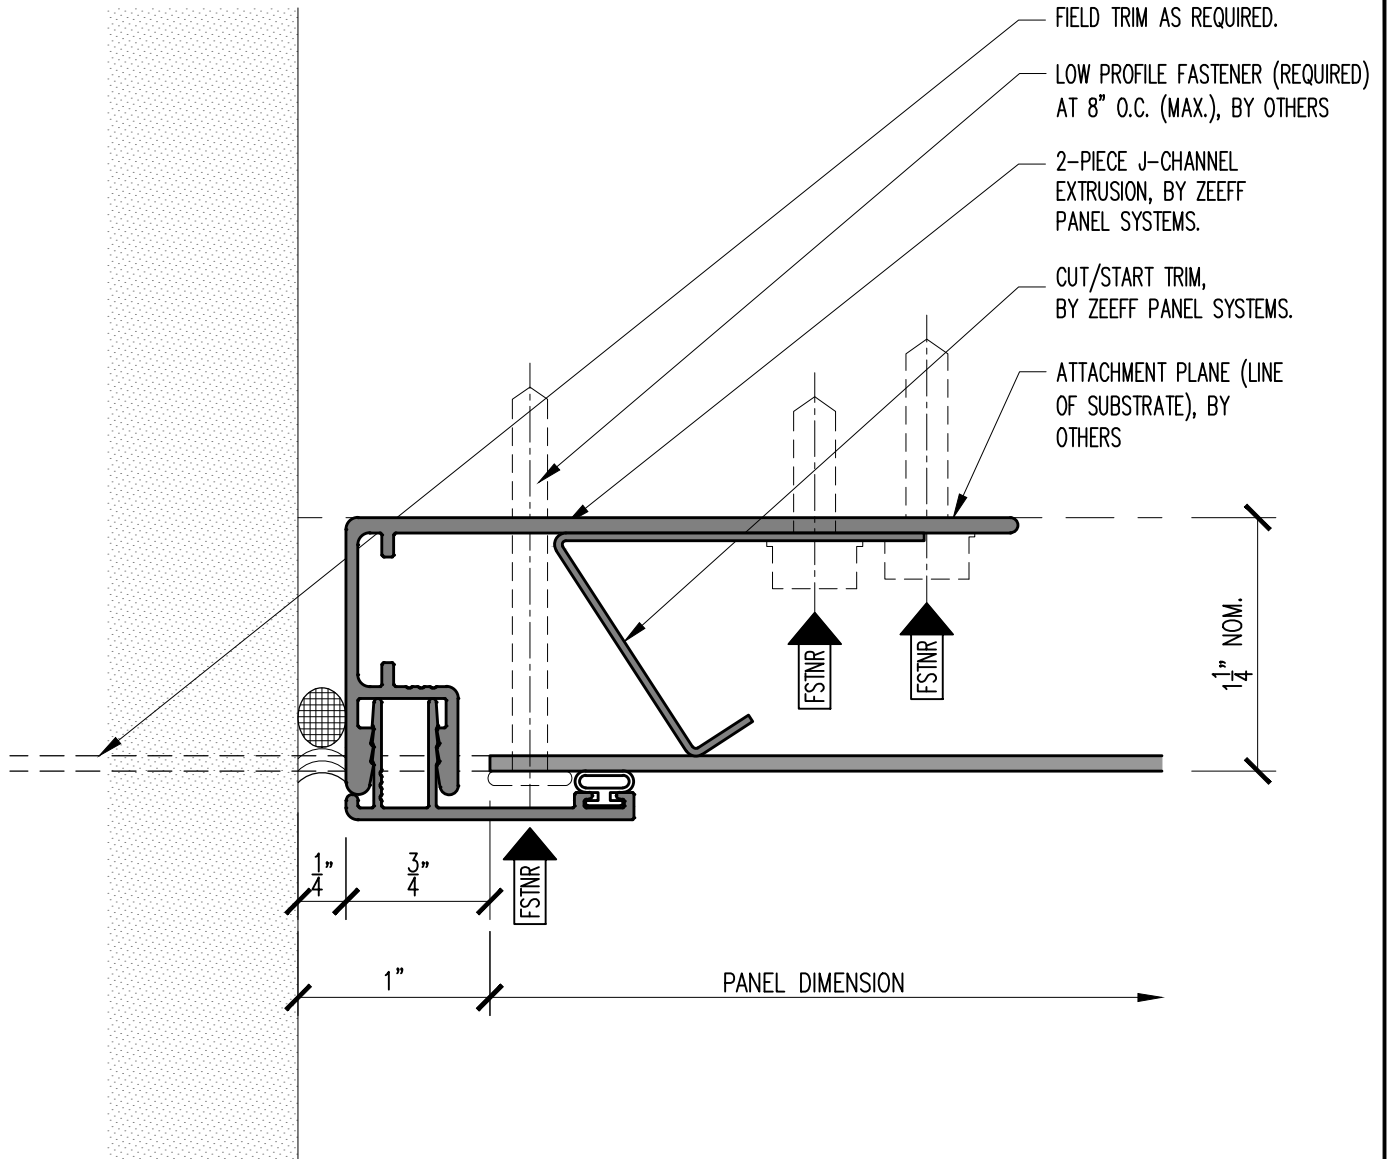 FIELD TRIM AS REQUIRED.
LOW PROFILE FASTENER (REQUIRED)
AT 8" O.C. (MAX.), BY OTHERS
2-PIECE J-CHANNEL
EXTRUSION, BY ZEEFF
PANEL SYSTEMS.
CUT/START TRIM,
BY ZEEFF PANEL SYSTEMS.
ATTACHMENT PLANE (LINE
OF SUBSTRATE), BY
OTHERS
1 1/4" NOM.
FSTNR
FSTNR
FSTNR
1/4"
3/4"
1"
PANEL DIMENSION